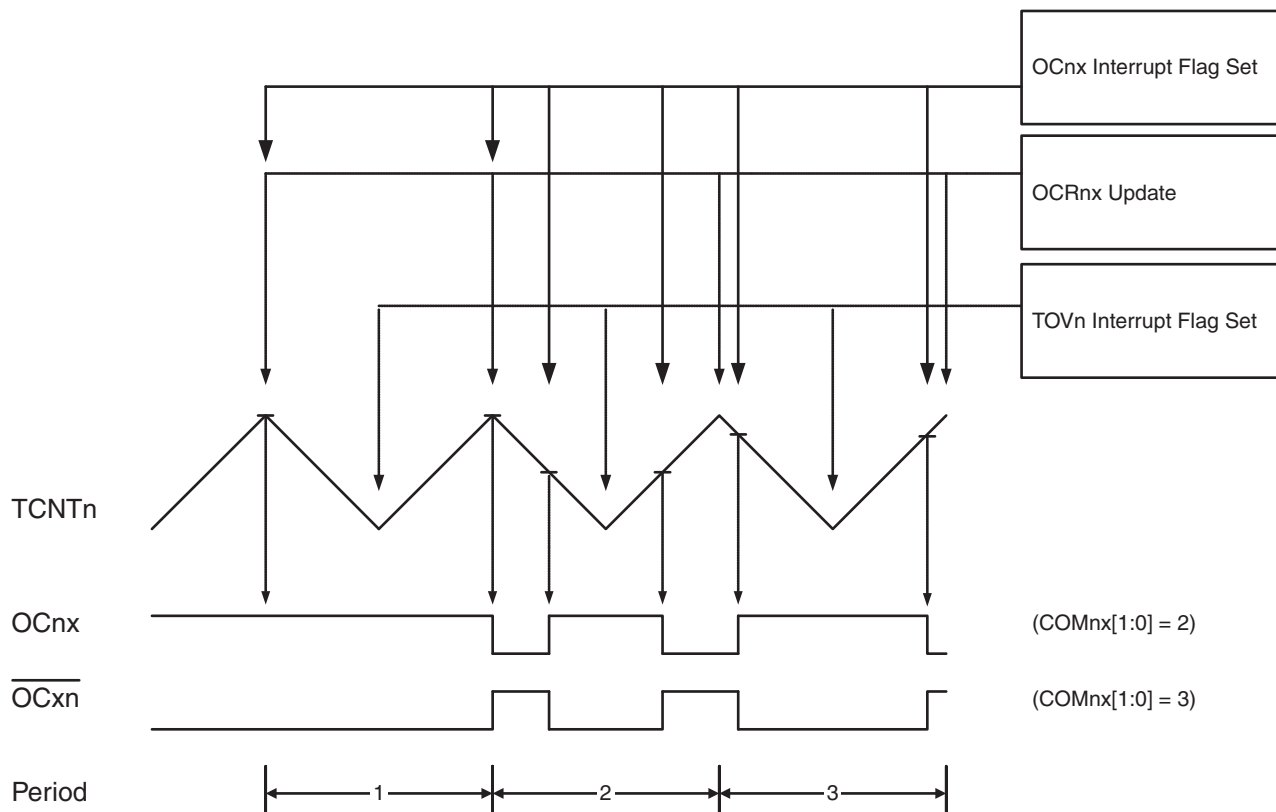 OCnx Interrupt Flag Set
OCRnx Update
TOVn Interrupt Flag Set
TCNTn
OCnx
(COMnx[1:0] = 2)
OCxn
(COMnx[1:0] = 3)
Period
1
2
3